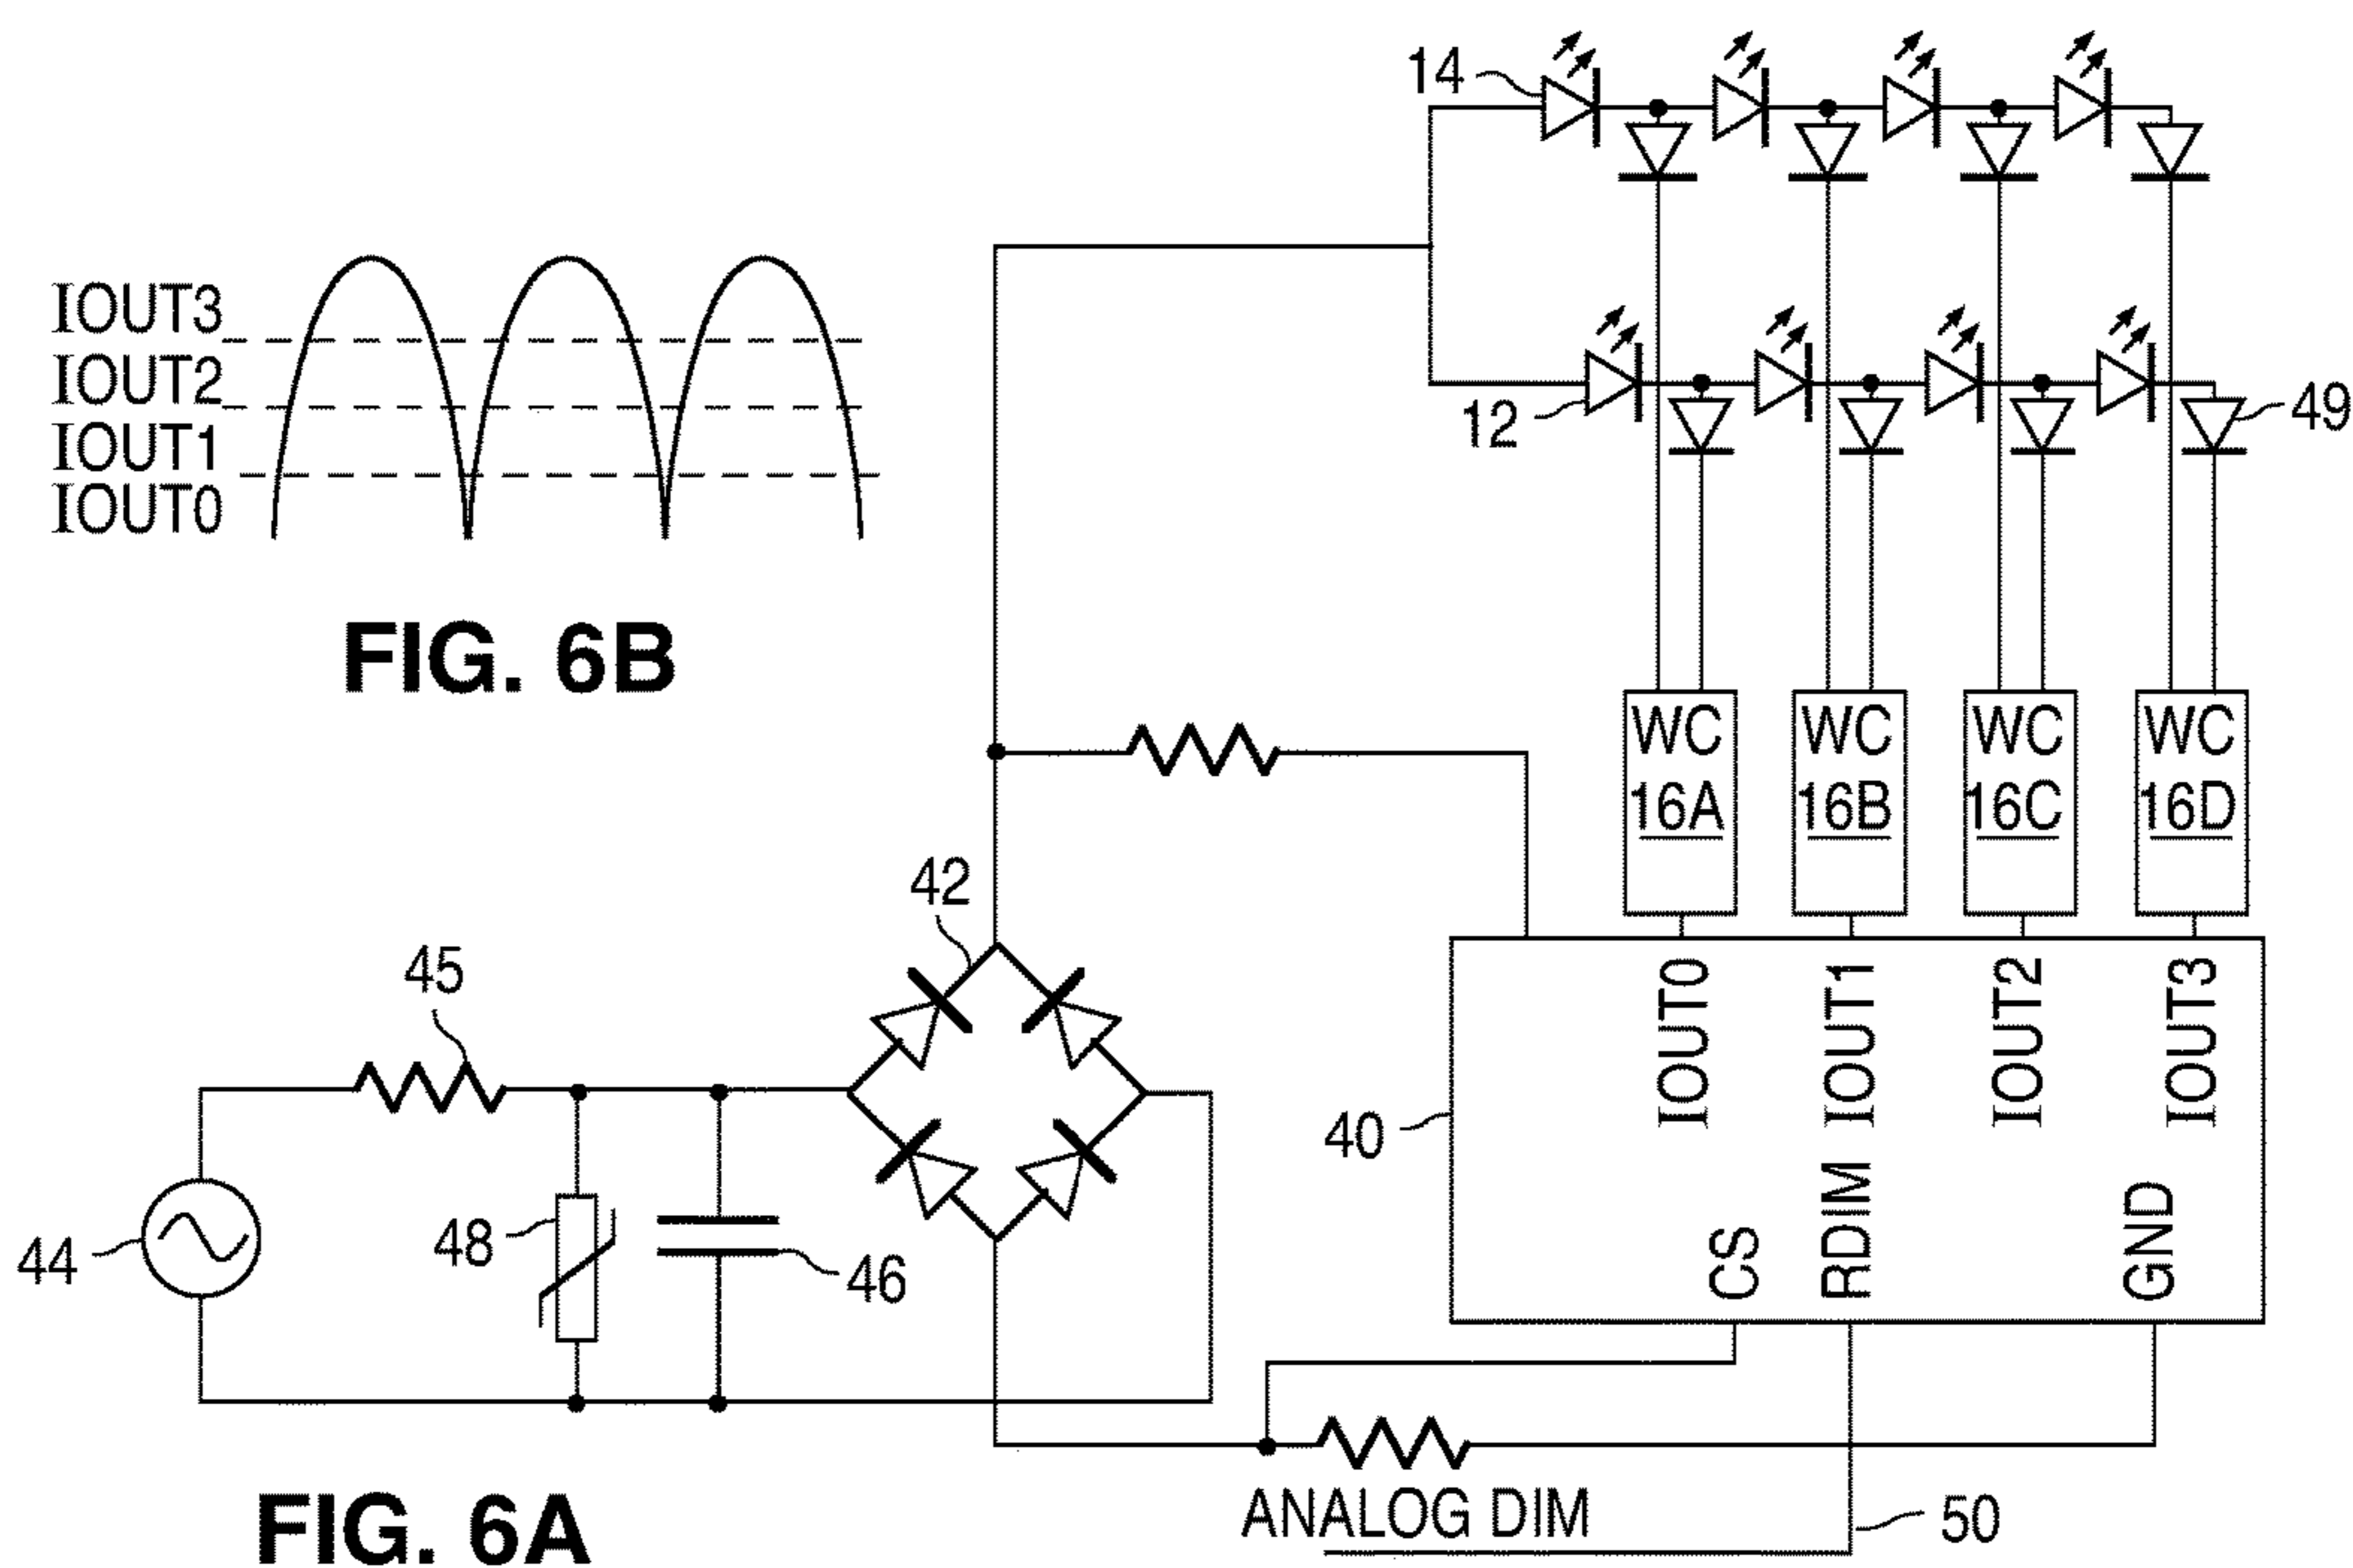 14
IOUT3
IOUT2
IOUT1
IOUT0
FIG. 6B
12
49
WC
16A
WC
16B
WC
16C
WC
16D
42
45
44
48
46
40
IOUT0
IOUT1
IOUT2
IOUT3
CS
RDIM
GND
ANALOG DIM
50
FIG. 6A